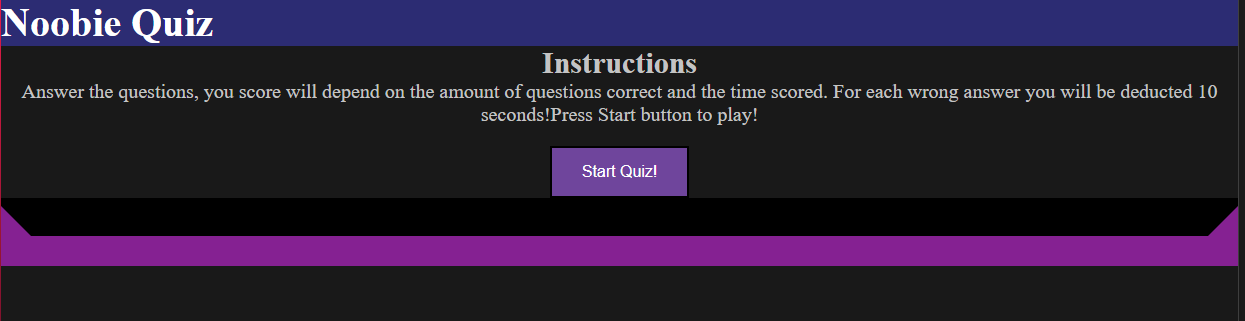 Noobie Quiz
Instructions
Answer the questions, you score will depend on the amount of questions correct and the time scored. For each wrong answer you will be deducted 10
seconds!Press Start button to play!
Start Quiz!